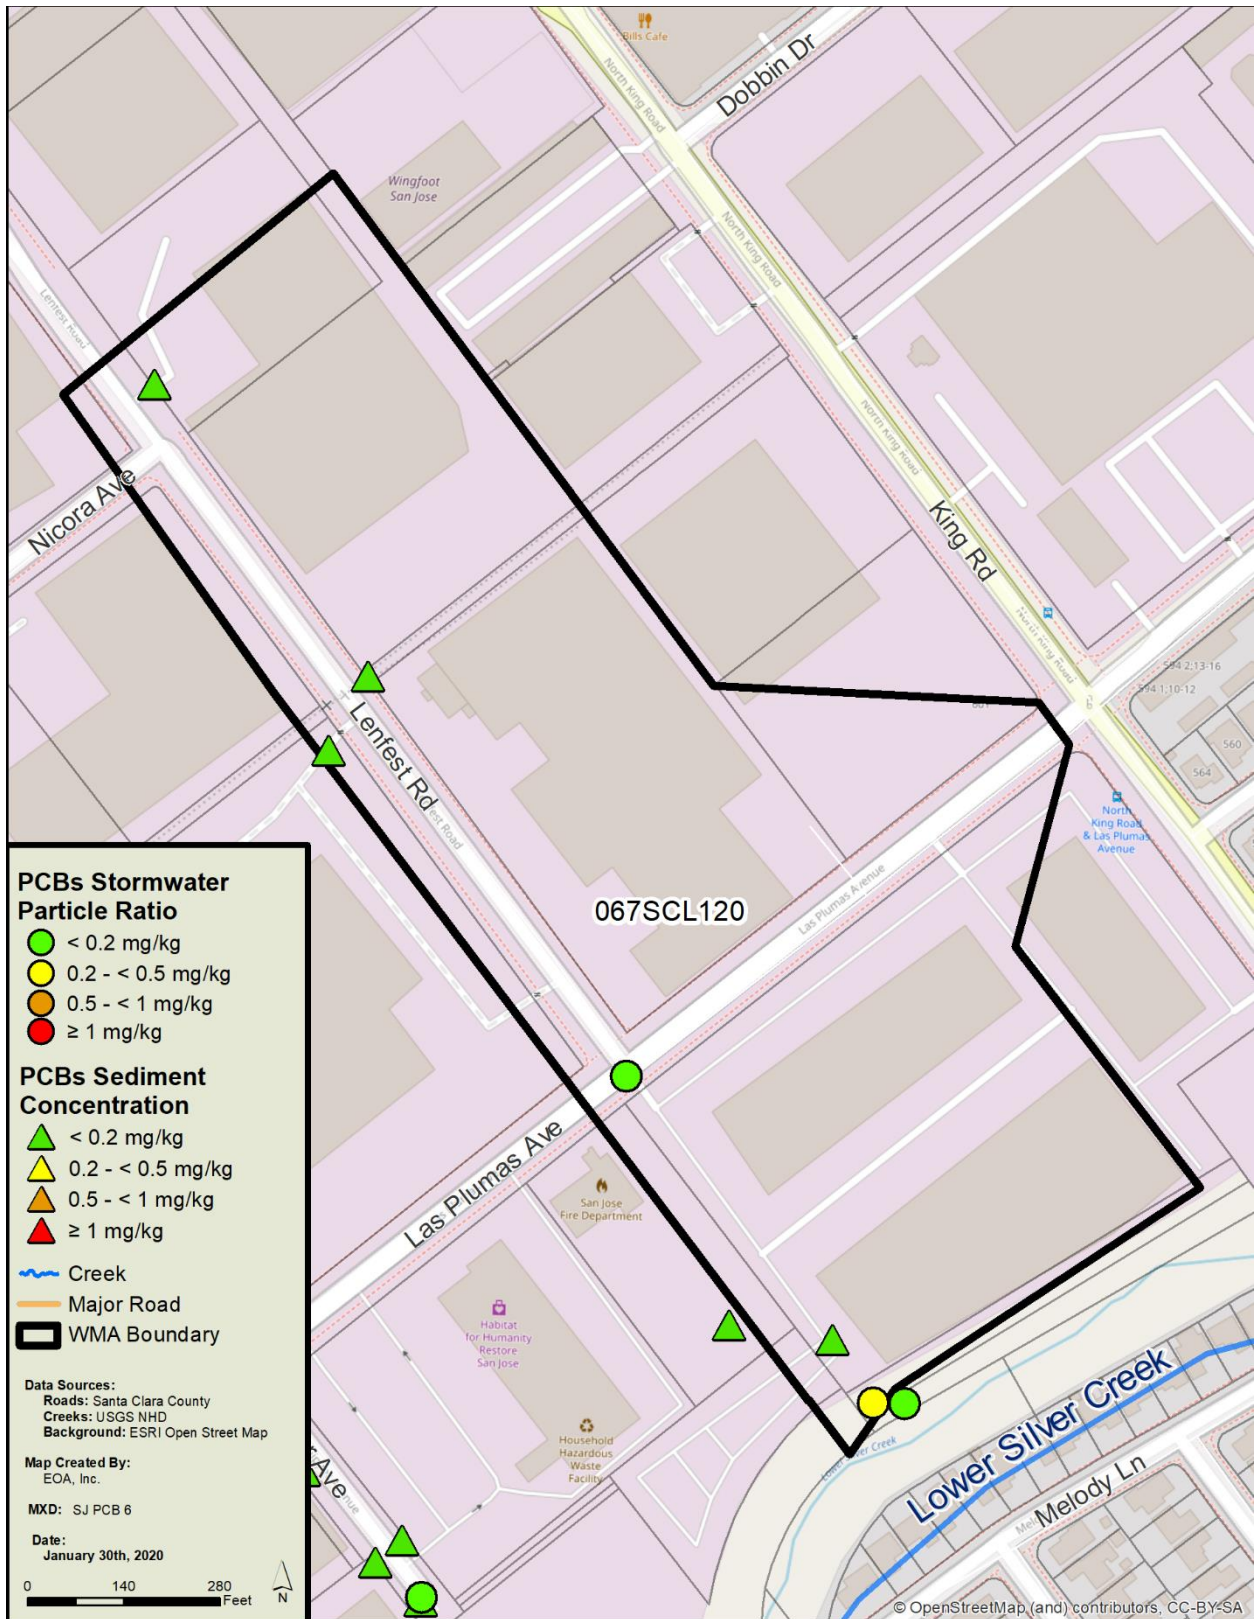 Bills Cafe
Dobbin Dr
North King Road
Wingfoot
San Jose
North King Road
Lenfest Road
North King Road
King Rd
Nicora Ave
North King Road
594 2;13-16
594 1;10-12
560
564
Lenfest Rd
North
King Road
& Las Plumas
Avenue
067SCL120
Las Plumas Avenue
Las Plumas Ave
San Jose
Fire Department
Habitat
for Humanity
Restore
San Jose
Household
Hazardous
Waste
Facility
Lower Silver Creek
Lower Silver Creek
Melody Ln
PCBs Stormwater
Particle Ratio
< 0.2 mg/kg
0.2 - < 0.5 mg/kg
0.5 - < 1 mg/kg
≥ 1 mg/kg
PCBs Sediment
Concentration
< 0.2 mg/kg
0.2 - < 0.5 mg/kg
0.5 - < 1 mg/kg
≥ 1 mg/kg
Creek
Major Road
WMA Boundary
Data Sources:
Roads: Santa Clara County
Creeks: USGS NHD
Background: ESRI Open Street Map
Map Created By:
EOA, Inc.
MXD: SJ PCB 6
Date:
January 30th, 2020
0 140 280
Feet
N
© OpenStreetMap (and) contributors, CC-BY-SA